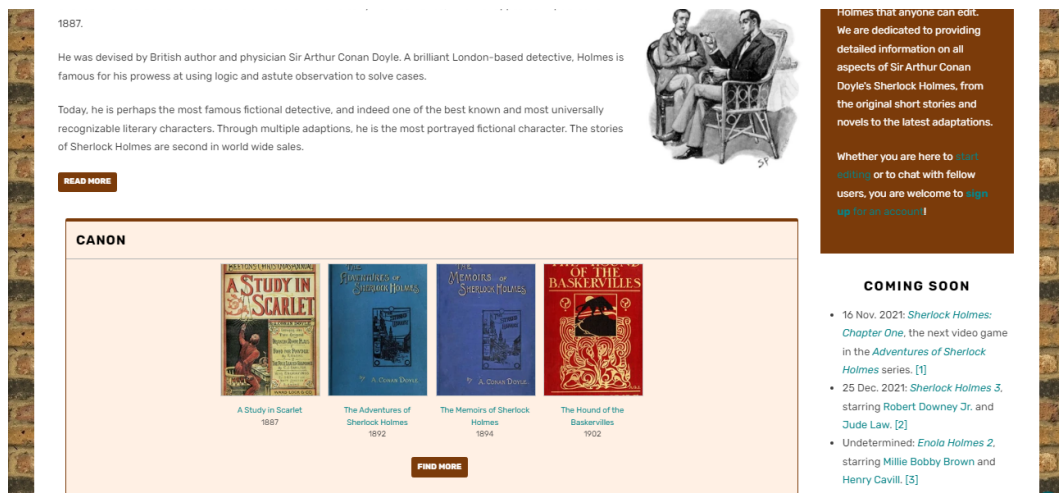 1887.
He was devised by British author and physician Sir Arthur Conan Doyle. A brilliant London-based detective, Holmes is
famous for his prowess at using logic and astute observation to solve cases.
Today, he is perhaps the most famous fictional detective, and indeed one of the best known and most universally
recognizable literary characters. Through multiple adaptions, he is the most portrayed fictional character. The stories
of Sherlock Holmes are second in world wide sales.
READ MORE
SP
CANON
A STUDY IN
SCARLET
WARD LOCK & CO
THE
ADVENTURES OF
SHERLOCK HOLMES
A. CONAN DOYLE
THE
MEMOIRS OF
SHERLOCK HOLMES
A. CONAN DOYLE
THE HOUND
OF THE
BASKERVILLES
A Study in Scarlet
1887
The Adventures of
Sherlock Holmes
1892
The Memoirs of Sherlock
Holmes
1894
The Hound of the
Baskervilles
1902
FIND MORE
Holmes that anyone can edit.
We are dedicated to providing
detailed information on all
aspects of Sir Arthur Conan
Doyle's Sherlock Holmes, from
the original short stories and
novels to the latest adaptations.
Whether you are here to start
editing or to chat with fellow
users, you are welcome to sign
up for an account!
COMING SOON
16 Nov. 2021: Sherlock Holmes:
Chapter One, the next video game
in the Adventures of Sherlock
Holmes series. [1]
25 Dec. 2021: Sherlock Holmes 3,
starring Robert Downey Jr. and
Jude Law. [2]
Undetermined: Enola Holmes 2,
starring Millie Bobby Brown and
Henry Cavill. [3]